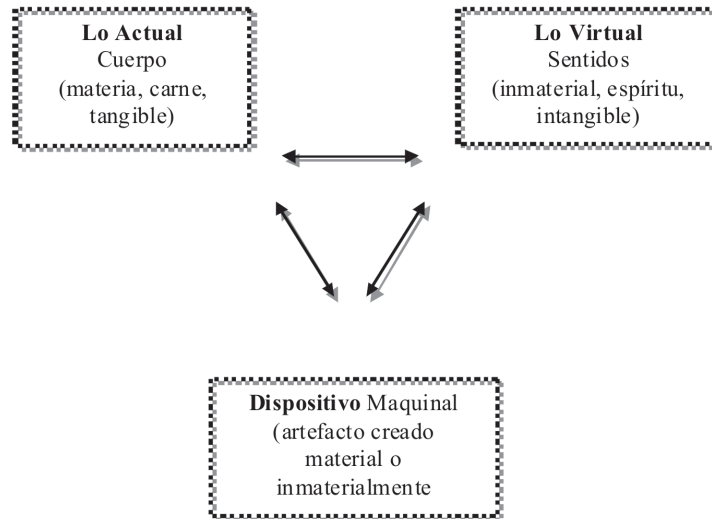 Lo Actual
Cuerpo
(materia, carne,
tangible)
Lo Virtual
Sentidos
(inmaterial, espíritu,
intangible)
Dispositivo Maquinal
(artefacto creado
material o
inmaterialmente